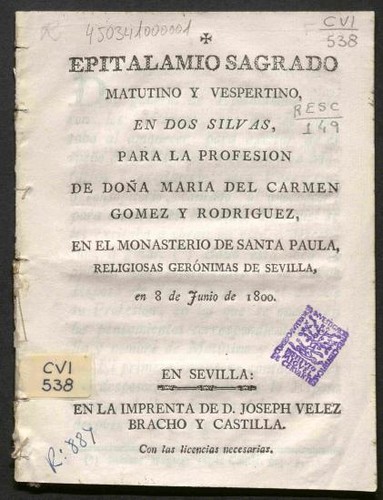 450341000001
CVI
538
✠
EPITALAMIO SAGRADO
MATUTINO Y VESPERTINO,
EN DOS SILVAS,
RESC
149
PARA LA PROFESION
DE DOÑA MARIA DEL CARMEN
GOMEZ Y RODRIGUEZ,
EN EL MONASTERIO DE SANTA PAULA,
RELIGIOSAS GERÓNIMAS DE SEVILLA,
en 8 de Junio de 1800.
CVI
538
EN SEVILLA:
EN LA IMPRENTA DE D. JOSEPH VELEZ
BRACHO Y CASTILLA.
Con las licencias necesarias.
R: 887